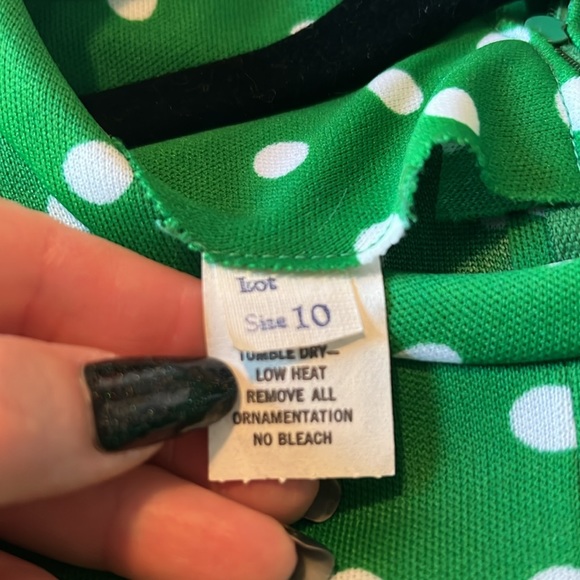 Lot
Size 10
TUMBLE DRY—
LOW HEAT
REMOVE ALL
ORNAMENTATION
NO BLEACH